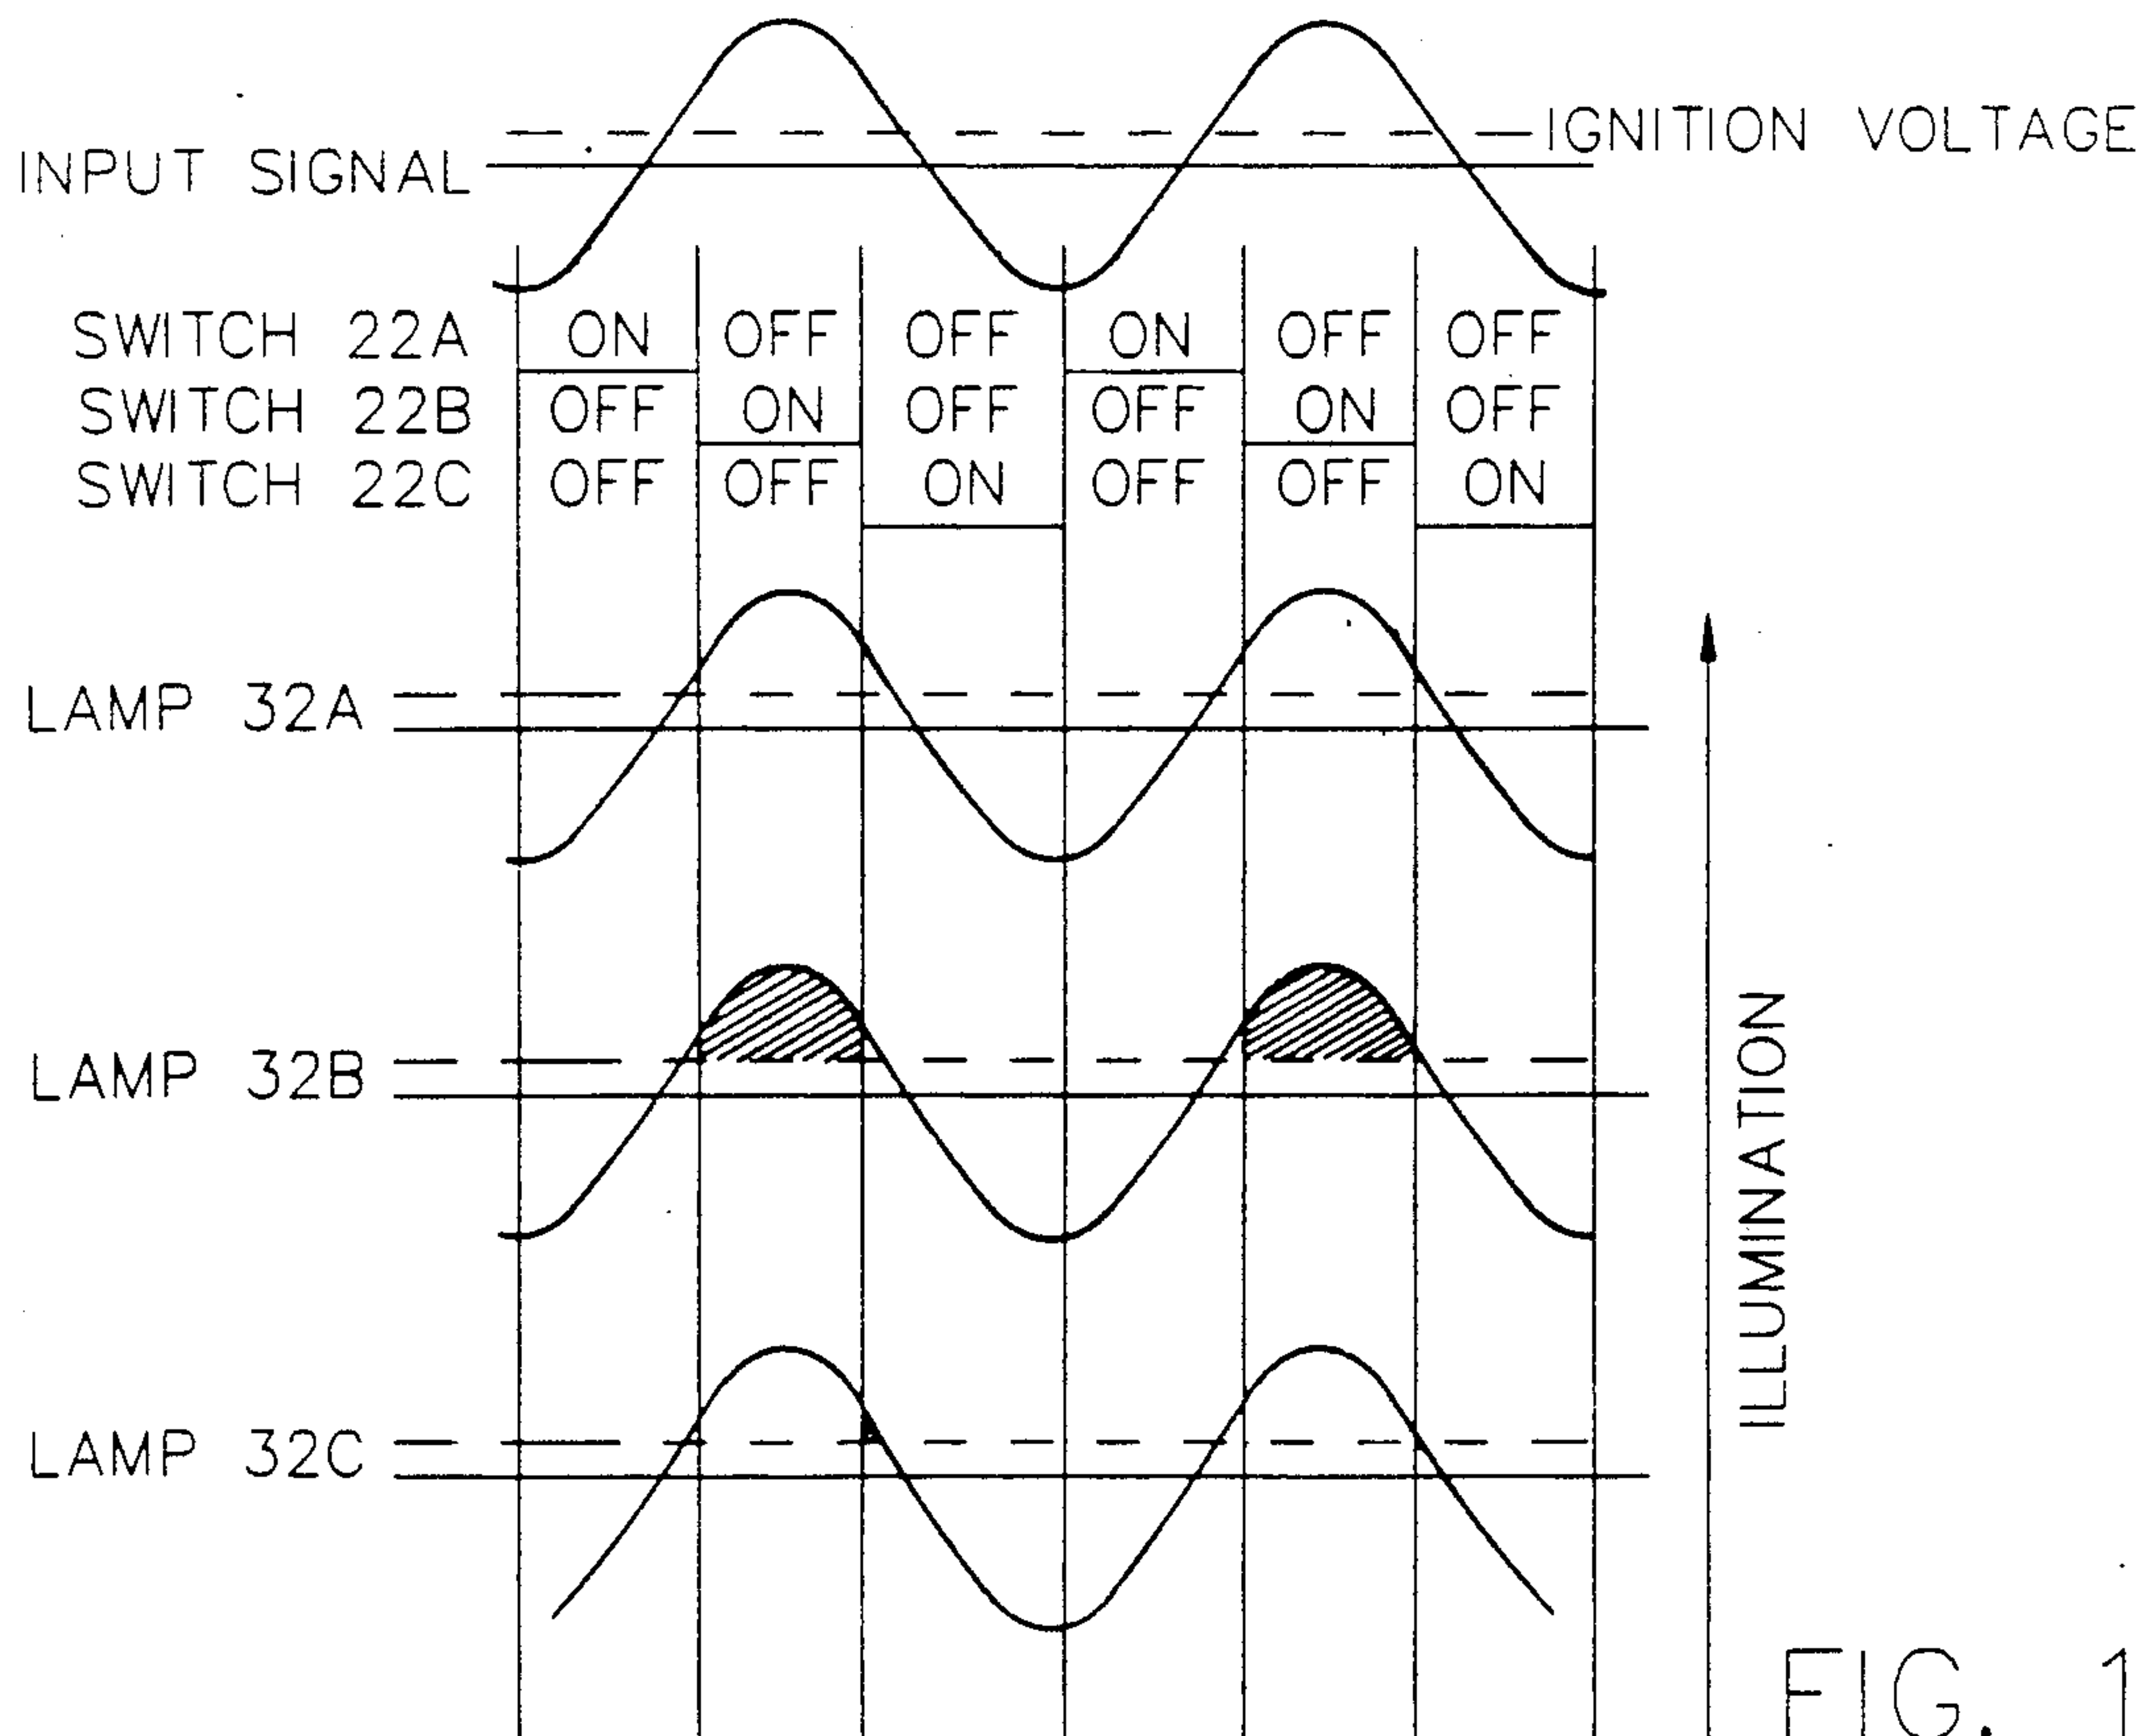 IGNITION VOLTAGE
INPUT SIGNAL
SWITCH 22A ON OFF OFF ON OFF OFF
SWITCH 22B OFF ON OFF OFF ON OFF
SWITCH 22C OFF OFF ON OFF OFF ON
LAMP 32A
LAMP 32B
LAMP 32C
ILLUMINATION
FIG. 1